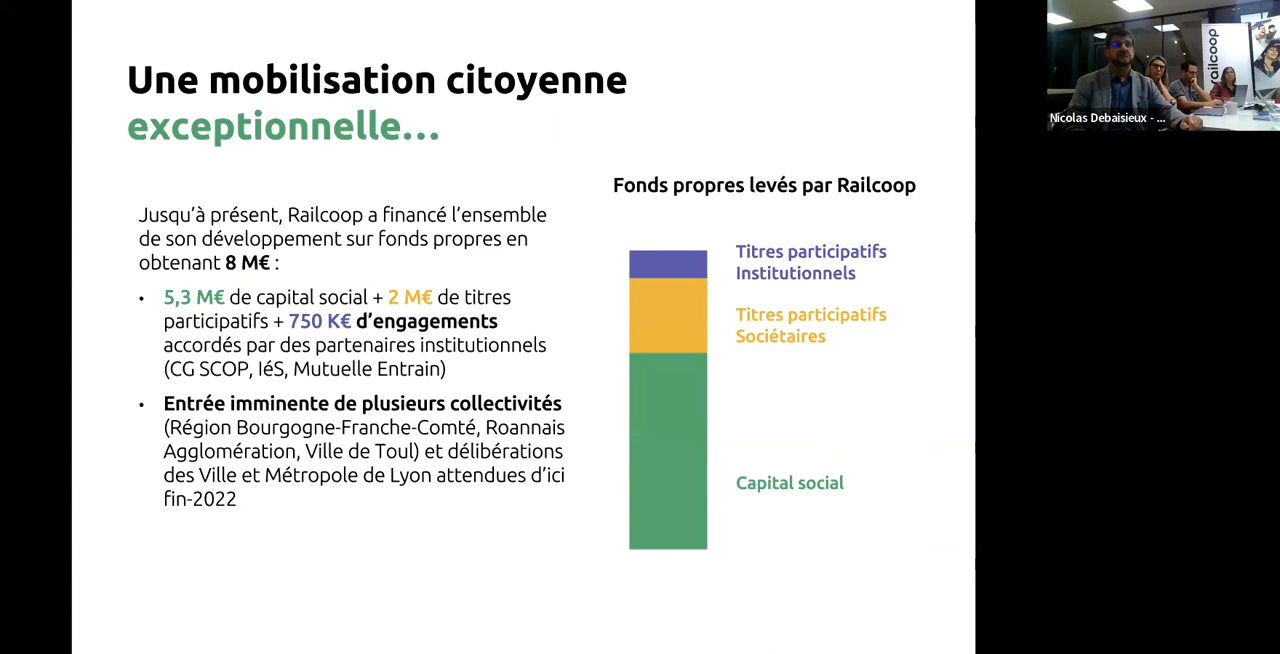 Une mobilisation citoyenne
exceptionnelle…
Jusqu’à présent, Railcoop a financé l’ensemble
de son développement sur fonds propres en
obtenant 8 M€ :
• 5,3 M€ de capital social + 2 M€ de titres
participatifs + 750 K€ d’engagements
accordés par des partenaires institutionnels
(CG SCOP, IéS, Mutuelle Entrain)
• Entrée imminente de plusieurs collectivités
(Région Bourgogne-Franche-Comté, Roannais
Agglomération, Ville de Toul) et délibérations
des Ville et Métropole de Lyon attendues d’ici
fin-2022
Fonds propres levés par Railcoop
Titres participatifs
Institutionnels
Titres participatifs
Sociétaires
Capital social
railcoop
Nicolas Debaisieux - ...